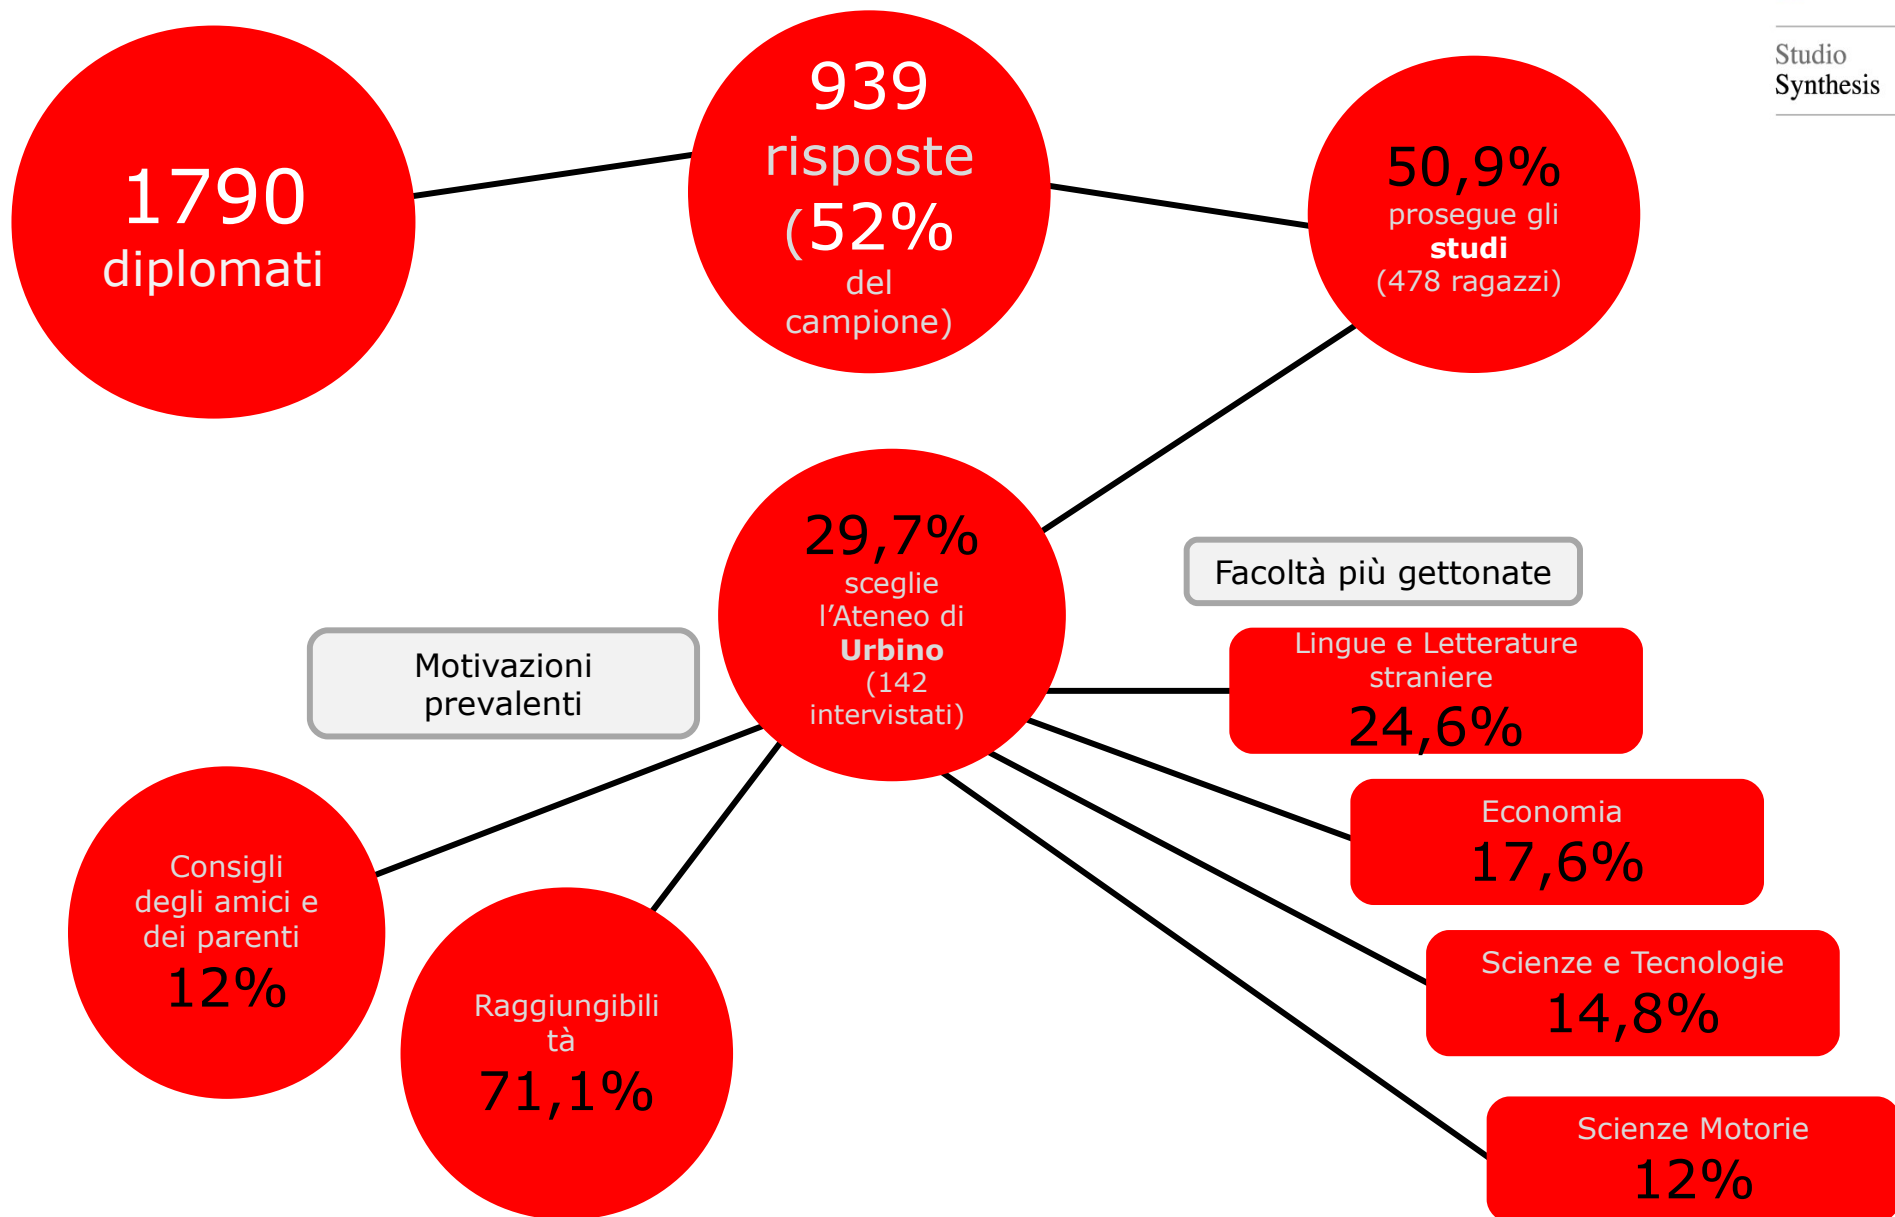 Studio
Synthesis
1790
diplomati
939
risposte
(52%
del
campione)
50,9%
prosegue gli
studi
(478 ragazzi)
29,7%
sceglie
l’Ateneo di
Urbino
(142
intervistati)
Facoltà più gettonate
Lingue e Letterature
straniere
24,6%
Economia
17,6%
Scienze e Tecnologie
14,8%
Scienze Motorie
12%
Motivazioni
prevalenti
Consigli
degli amici e
dei parenti
12%
Raggiungibili
tà
71,1%